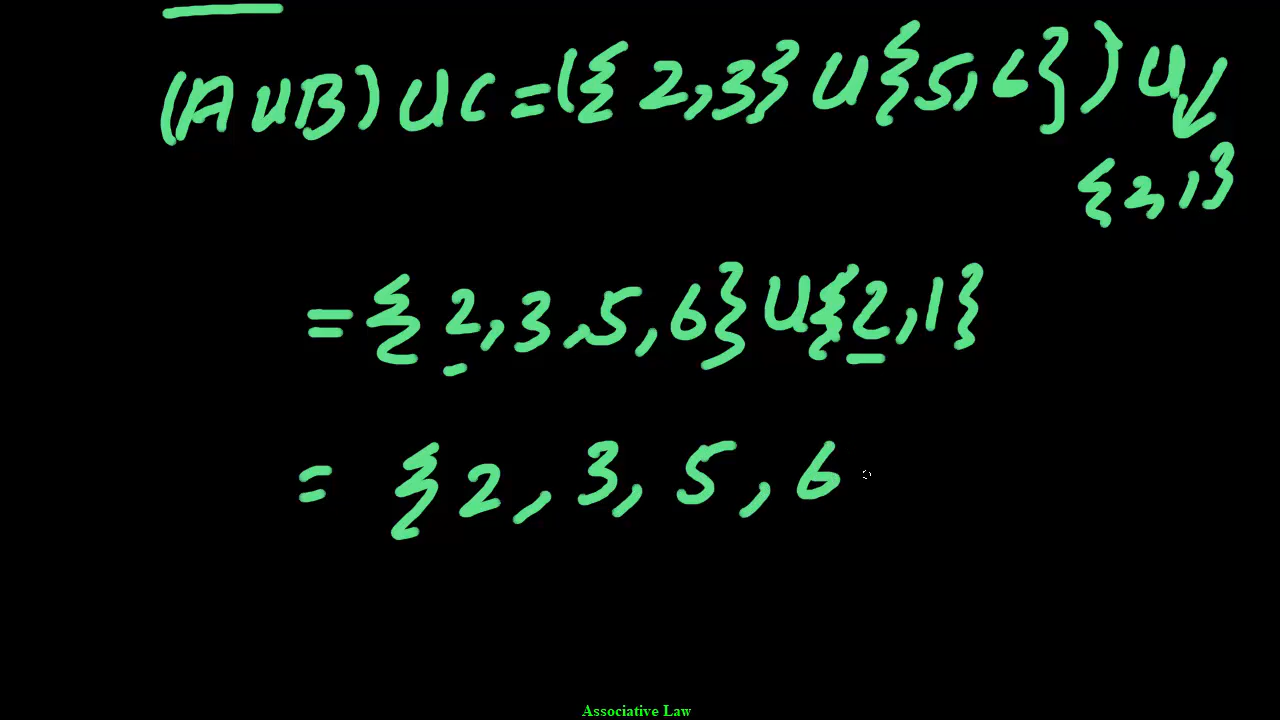 (A U B) U C = ({2,3} U {5,6}) U
{2,1}
= {2,3,5,6} U {2,1}
= {2, 3, 5, 6
Associative Law